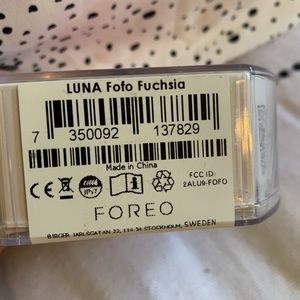 LUNA Fofo Fuchsia
7 350092 137829
Made in China
IPX7
FCC ID:
2ALU9-FOFO
FOREO
BIRGER JARLSGATAN 22, 114 34 STOCKHOLM, SWEDEN